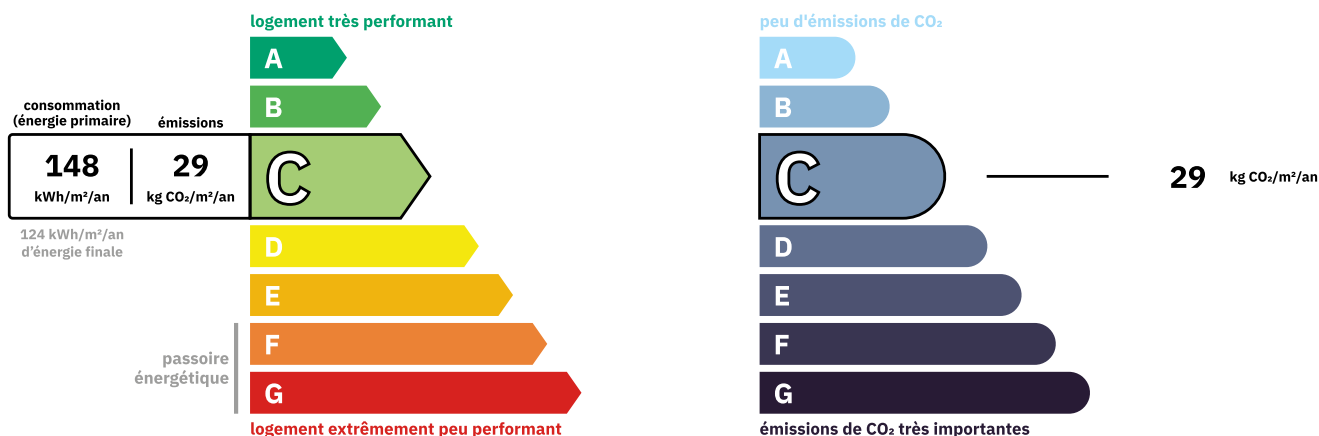 logement très performant
A
B
consommation
(énergie primaire)
émissions
148
kWh/m²/an
29
kg CO₂/m²/an
C
124 kWh/m²/an
d'énergie finale
D
E
F
passoire
énergétique
G
logement extrêmement peu performant
peu d'émissions de CO₂
A
B
C
29 kg CO₂/m²/an
D
E
F
G
émissions de CO₂ très importantes